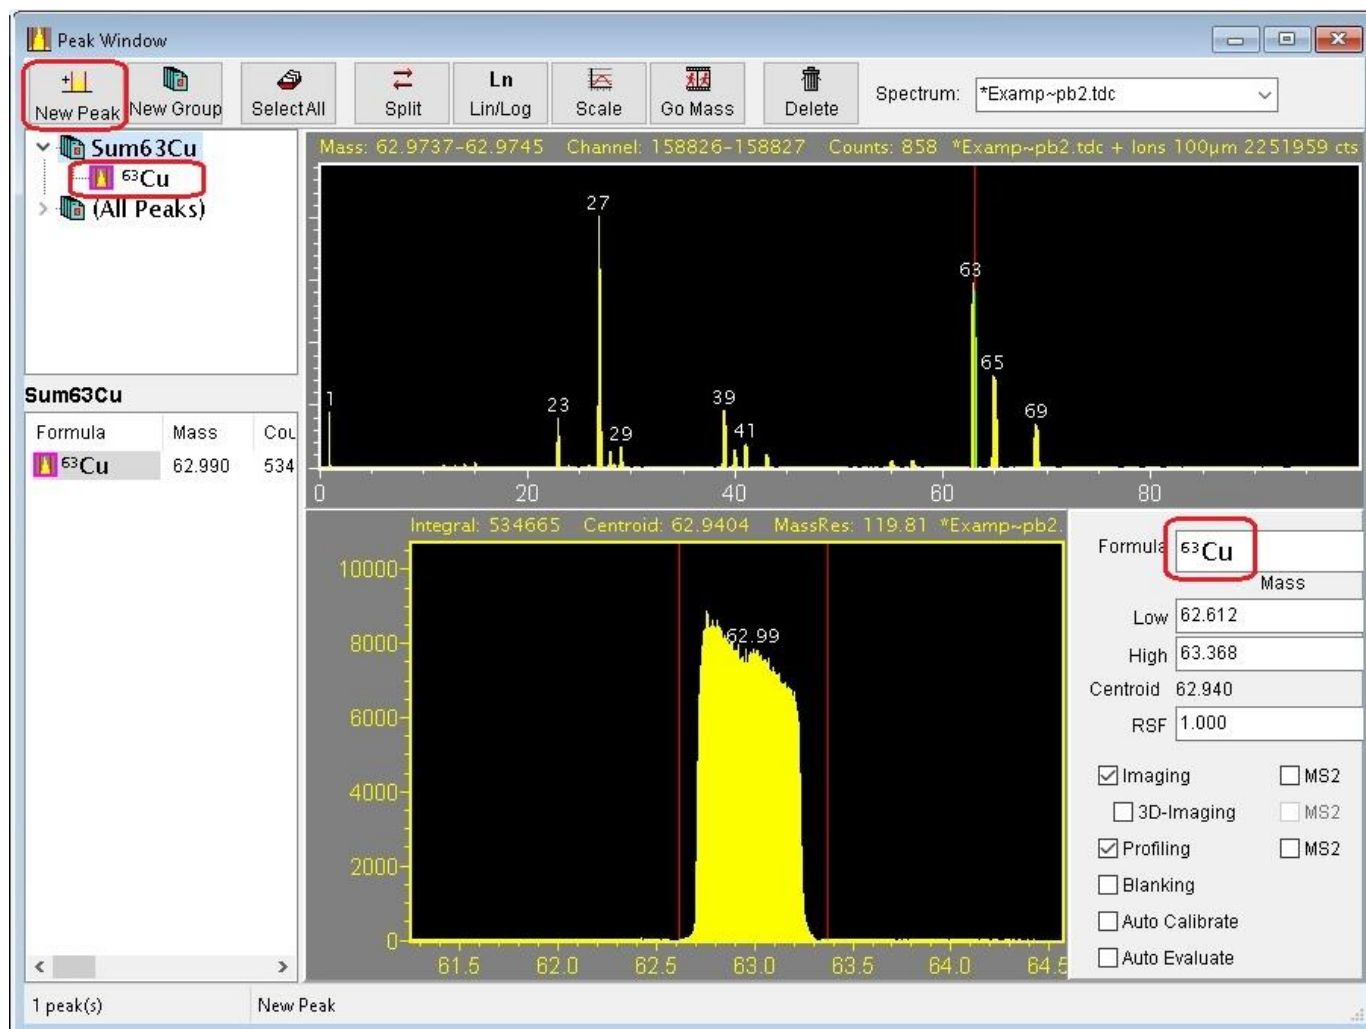 Peak Window
New Peak New Group SelectAll Split Ln Lin/Log Scale Go Mass Delete Spectrum: *Examp~pb2.tdc
Sum63Cu
⁶³Cu
(All Peaks)
Mass: 62.9737-62.9745 Channel: 158826-158827 Counts: 858 *Examp~pb2.tdc + Ions 100µm 2251959 cts
27
63
65
39
1
23
69
41
29
0 20 40 60 80
Sum63Cu
Formula Mass Cou
⁶³Cu 62.990 534
Integral: 534665 Centroid: 62.9404 MassRes: 119.81 *Examp~pb2.
10000
8000
62.99
6000
4000
2000
0
61.5 62.0 62.5 63.0 63.5 64.0 64.5
Formula ⁶³Cu
Mass
Low 62.612
High 63.368
Centroid 62.940
RSF 1.000
Imaging MS2
3D-Imaging MS2
Profiling MS2
Blanking
Auto Calibrate
Auto Evaluate
1 peak(s) New Peak